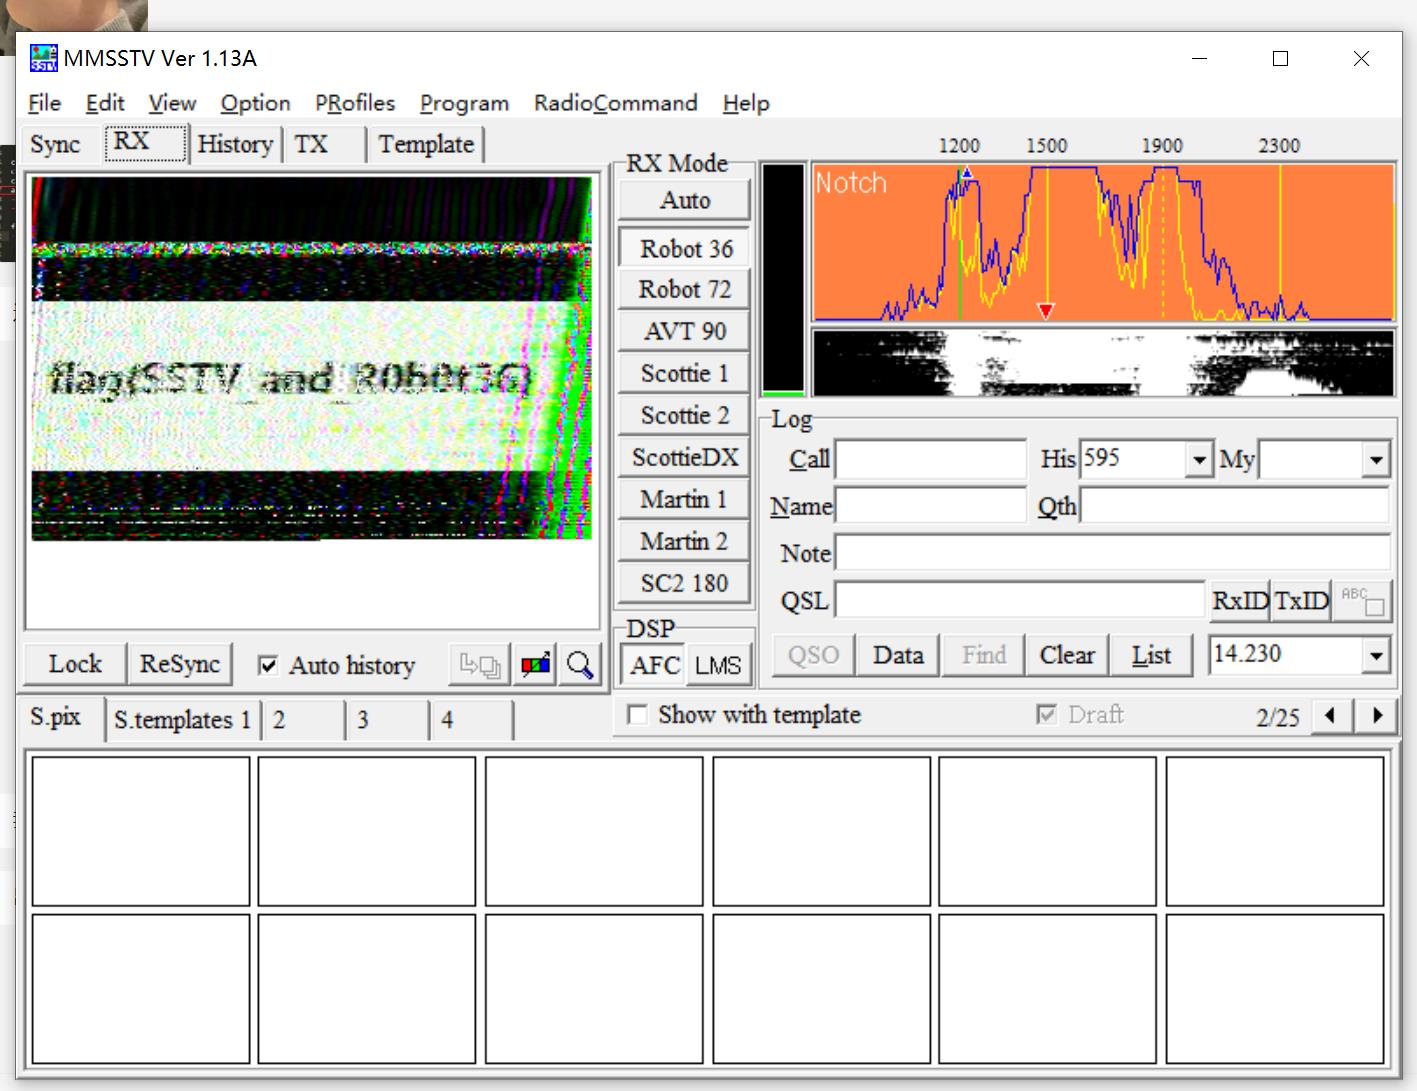 MMSSTV Ver 1.13A
File Edit View Option PRofiles Program RadioCommand Help
Sync RX History TX Template
1200 1500 1900 2300
RX Mode
Notch
Auto
Robot 36
Robot 72
AVT 90
Scottie 1
Scottie 2
ScottieDX
Martin 1
Martin 2
SC2 180
flag{SSTV_and_R0b0t36}
Log
Call His 595 My
Name Qth
Note
QSL RxID TxID ABC
QSO Data Find Clear List 14.230
DSP
AFC LMS
Lock ReSync Auto history
Show with template Draft 2/25
S.pix S.templates 1 2 3 4